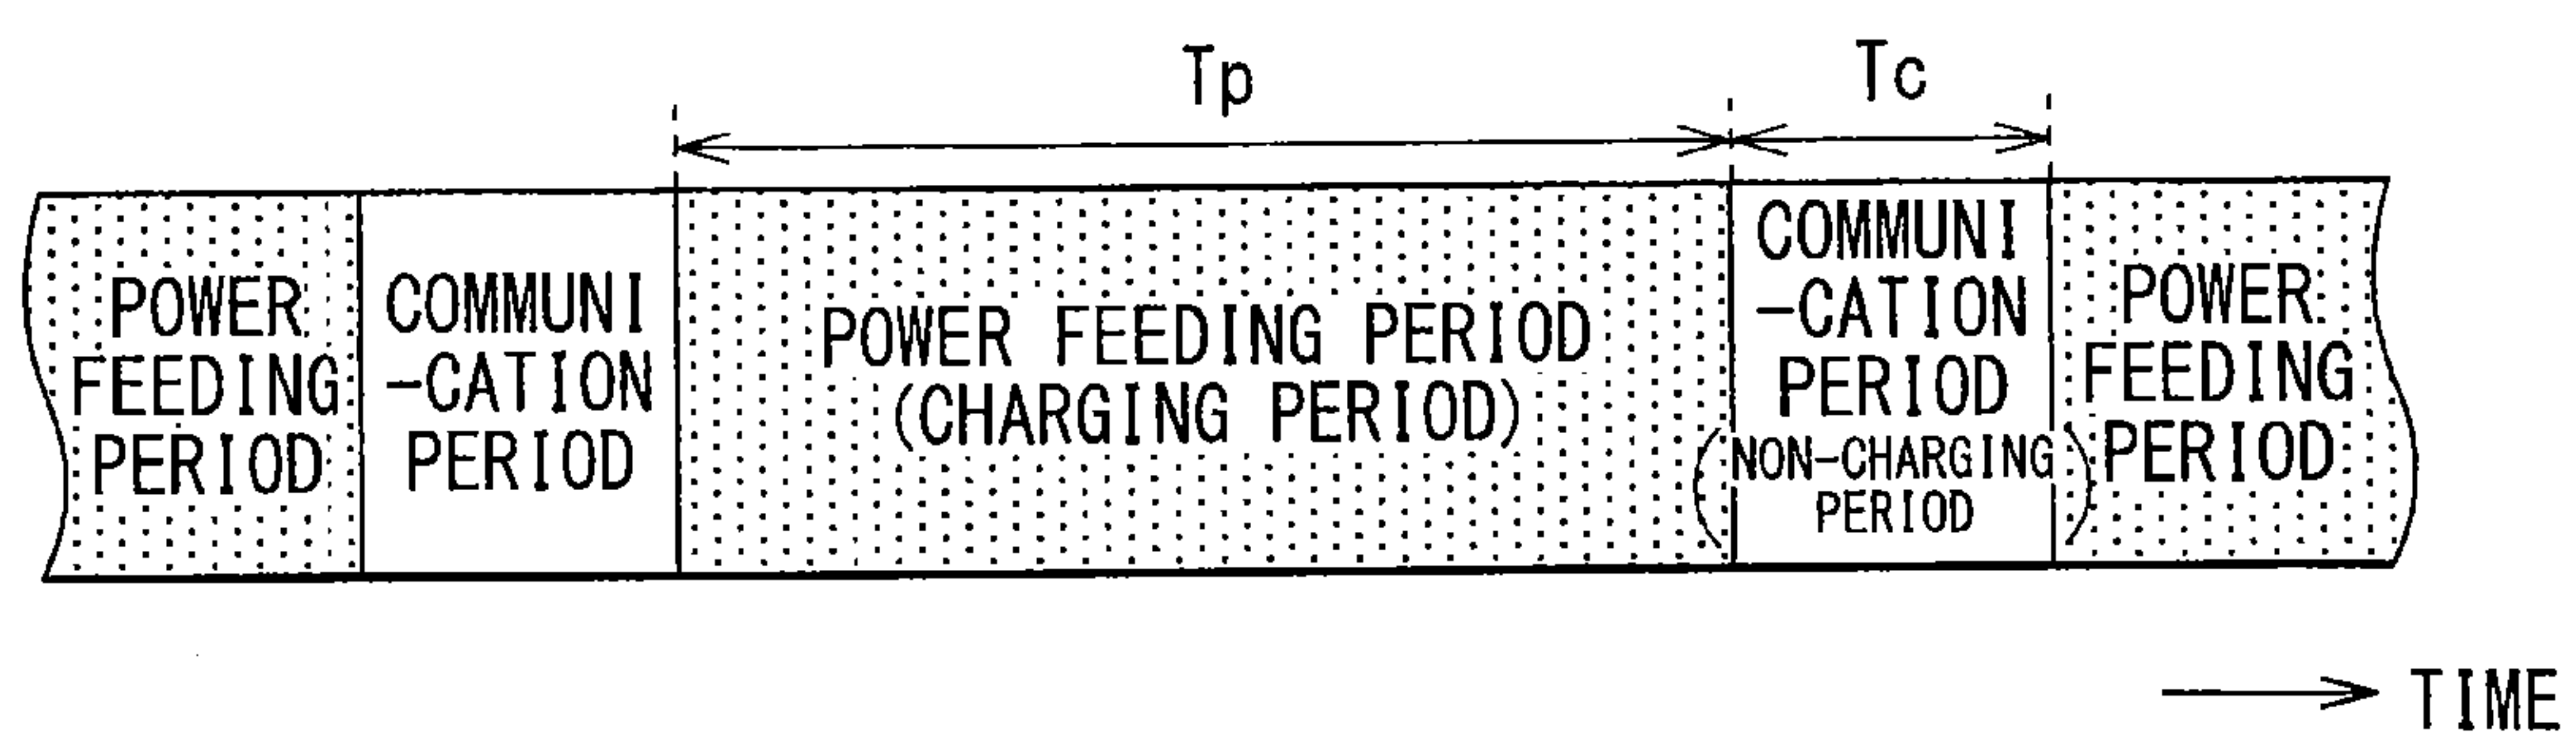 Tp
Tc
POWER
FEEDING
PERIOD
COMMUNI
-CATION
PERIOD
POWER FEEDING PERIOD
(CHARGING PERIOD)
COMMUNI
-CATION
PERIOD
(NON-CHARGING
PERIOD)
POWER
FEEDING
PERIOD
TIME